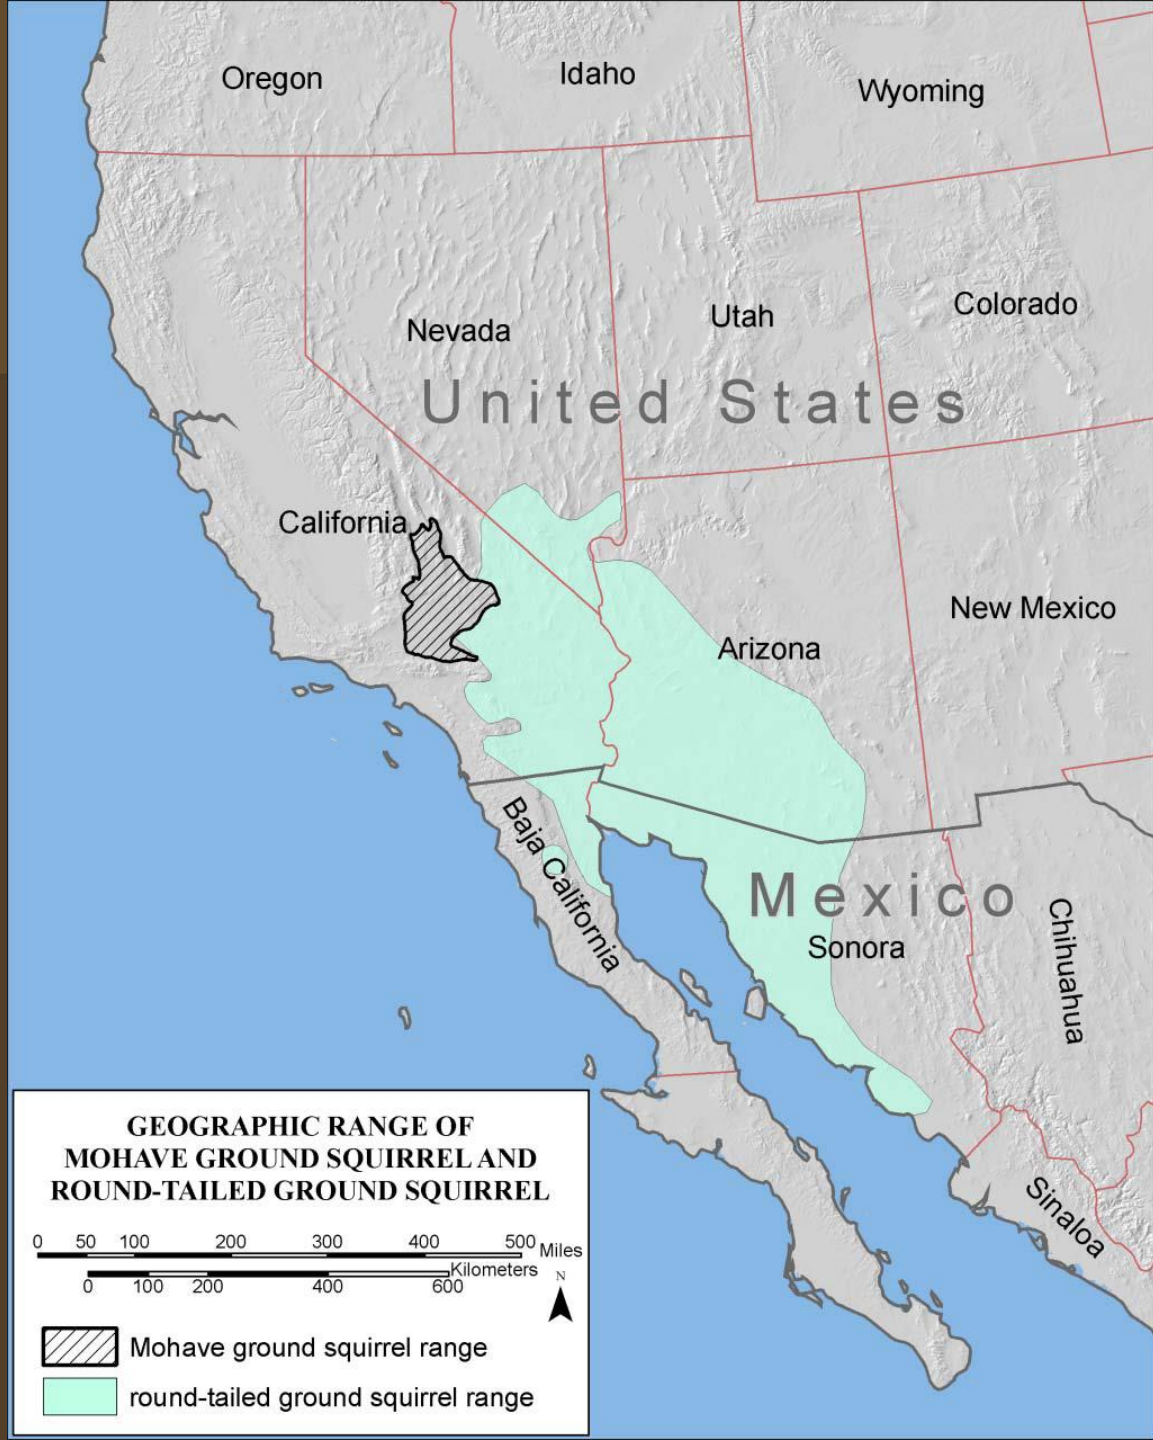 Oregon
Idaho
Wyoming
Nevada
Utah
Colorado
United States
California
Arizona
New Mexico
Baja California
Mexico
Sonora
Chihuahua
Sinaloa
GEOGRAPHIC RANGE OF
MOHAVE GROUND SQUIRREL AND
ROUND-TAILED GROUND SQUIRREL
0 50 100 200 300 400 500 Miles
Kilometers
0 100 200 400 600
N
Mohave ground squirrel range
round-tailed ground squirrel range